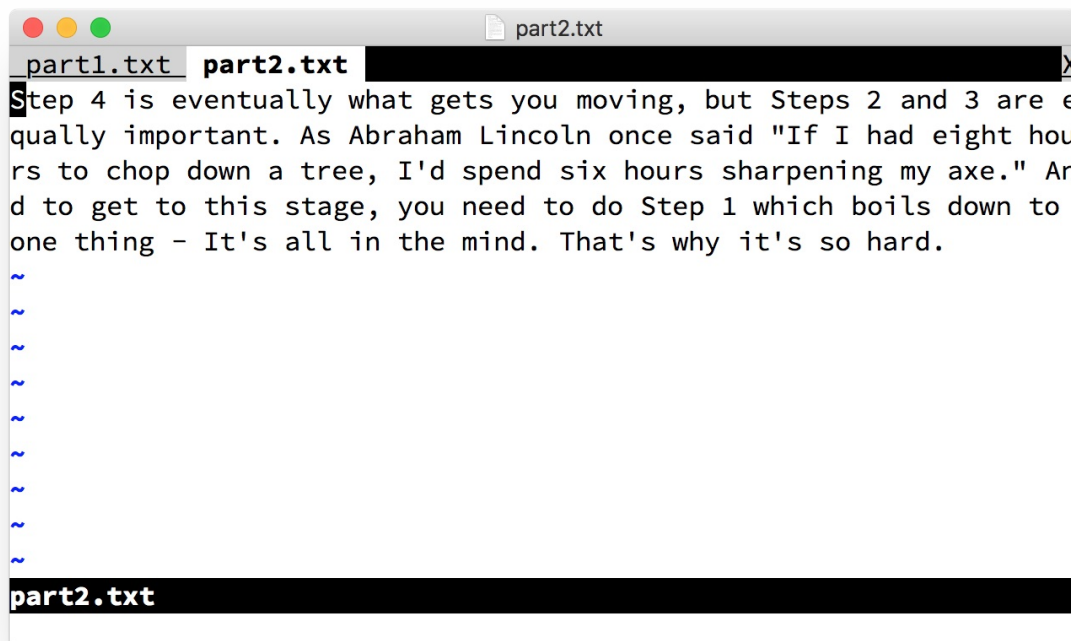 part2.txt
part1.txt part2.txt X
Step 4 is eventually what gets you moving, but Steps 2 and 3 are e
qually important. As Abraham Lincoln once said "If I had eight hou
rs to chop down a tree, I'd spend six hours sharpening my axe." An
d to get to this stage, you need to do Step 1 which boils down to
one thing - It's all in the mind. That's why it's so hard.
~
~
~
~
~
~
~
~
~
part2.txt